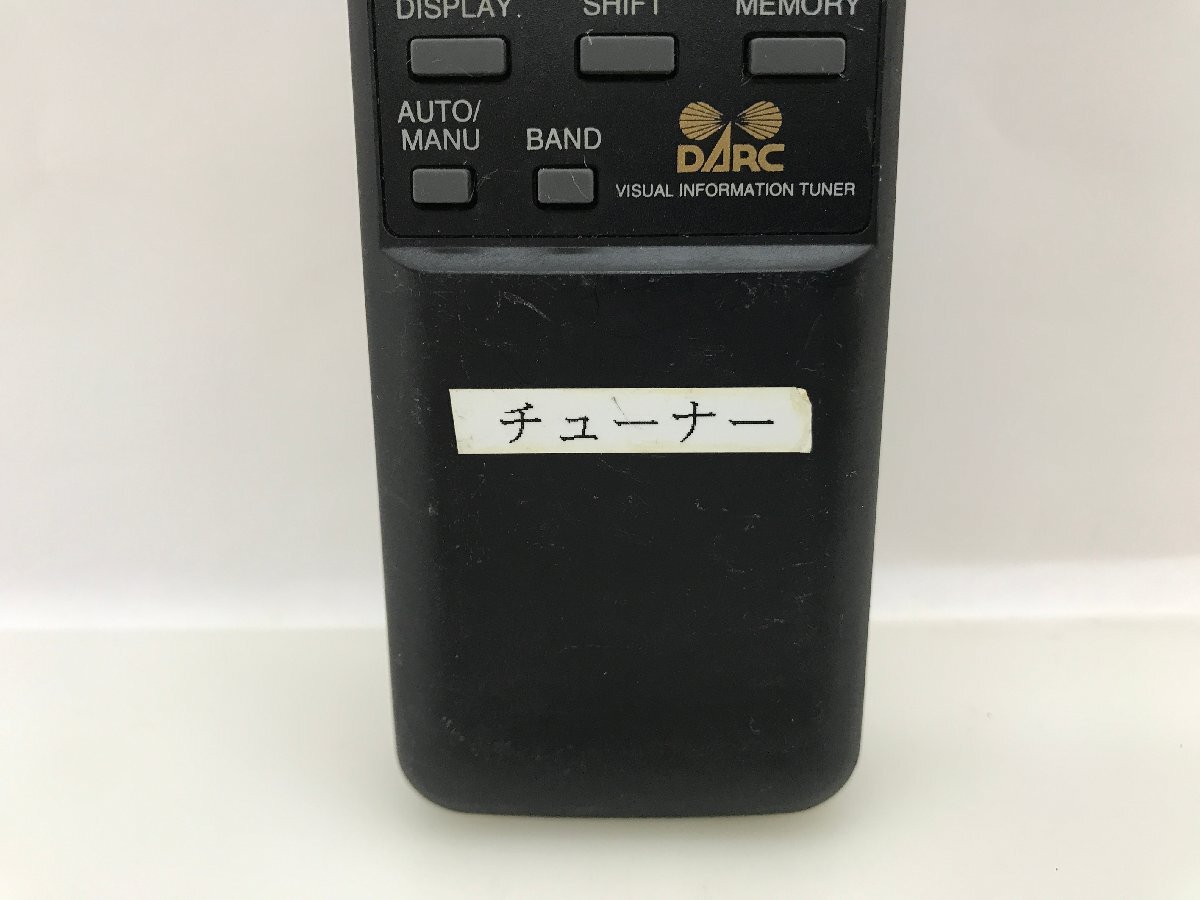 DISPLAY SHIFT MEMORY
AUTO/
MANU
BAND
DARC
VISUAL INFORMATION TUNER
チューナー